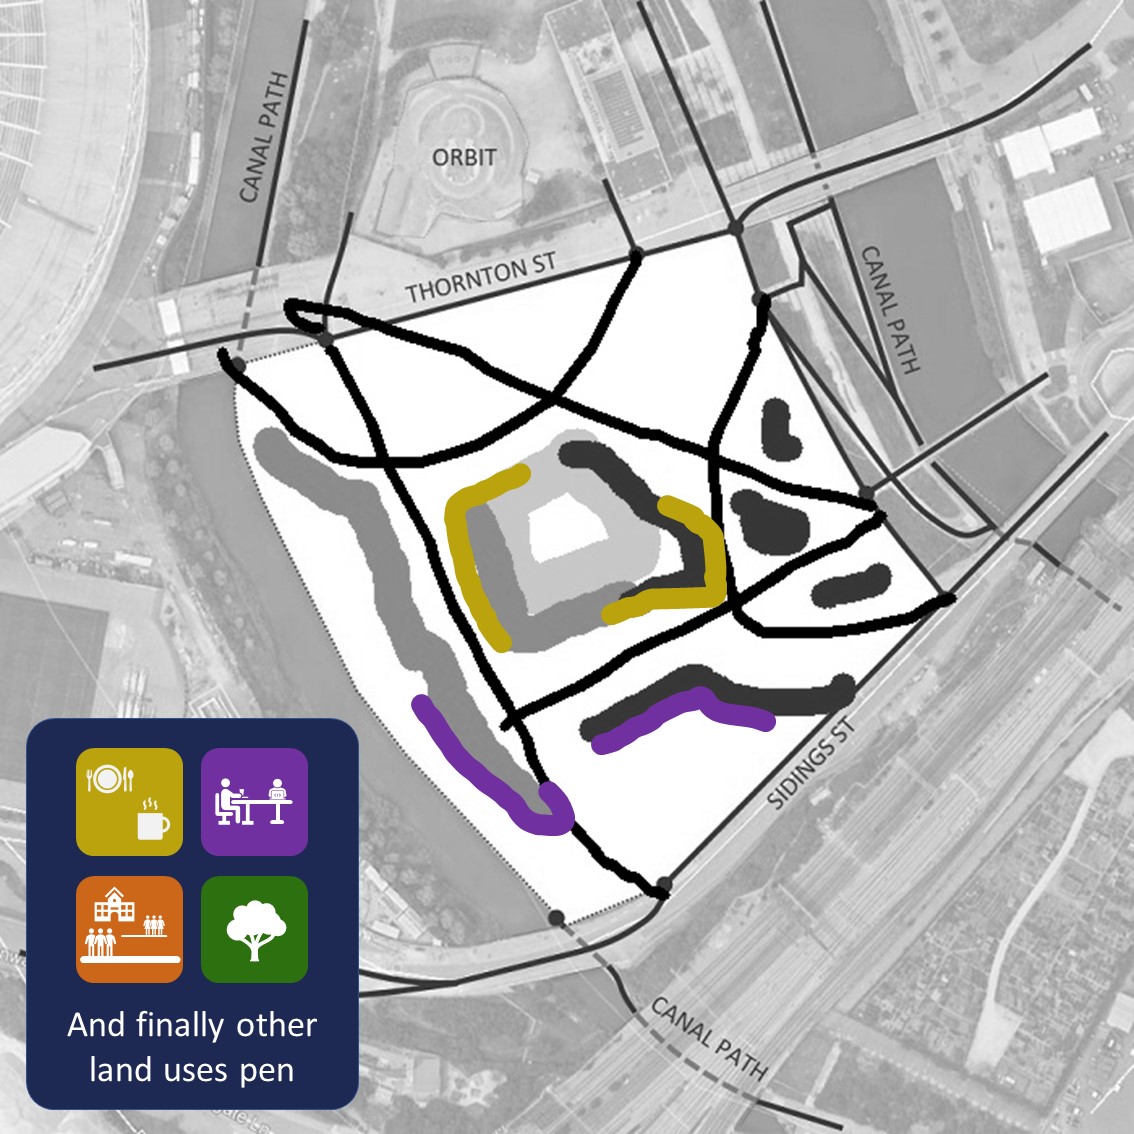 CANAL PATH
ORBIT
THORNTON ST
CANAL PATH
SIDINGS ST
And finally other
land uses pen
CANAL PATH